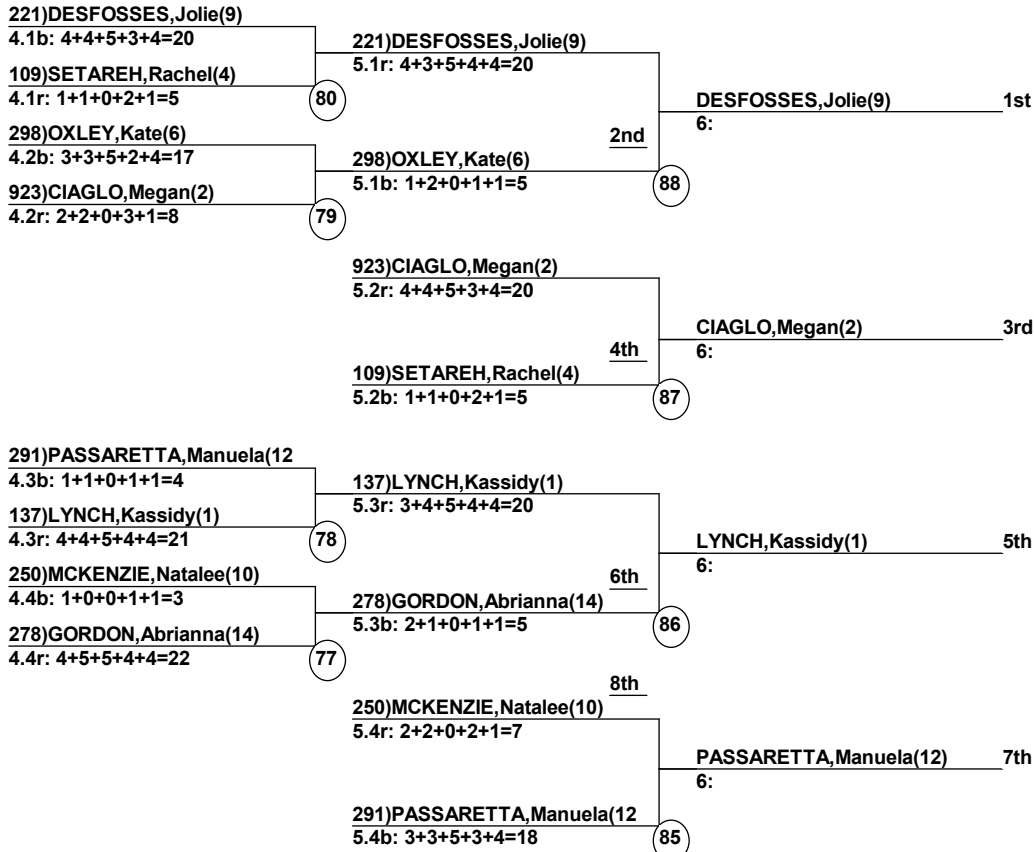 221)DESFOSSES,Jolie(9)
4.1b: 4+4+5+3+4=20
109)SETAREH,Rachel(4)
4.1r: 1+1+0+2+1=5
80
298)OXLEY,Kate(6)
4.2b: 3+3+5+2+4=17
923)CIAGLO,Megan(2)
4.2r: 2+2+0+3+1=8
79
221)DESFOSSES,Jolie(9)
5.1r: 4+3+5+4+4=20
2nd
298)OXLEY,Kate(6)
5.1b: 1+2+0+1+1=5
88
DESFOSSES,Jolie(9) 1st
6:
923)CIAGLO,Megan(2)
5.2r: 4+4+5+3+4=20
4th
109)SETAREH,Rachel(4)
5.2b: 1+1+0+2+1=5
87
CIAGLO,Megan(2) 3rd
6:
291)PASSARETTA,Manuela(12
4.3b: 1+1+0+1+1=4
137)LYNCH,Kassidy(1)
4.3r: 4+4+5+4+4=21
78
250)MCKENZIE,Natalee(10)
4.4b: 1+0+0+1+1=3
278)GORDON,Abrianna(14)
4.4r: 4+5+5+4+4=22
77
137)LYNCH,Kassidy(1)
5.3r: 3+4+5+4+4=20
6th
278)GORDON,Abrianna(14)
5.3b: 2+1+0+1+1=5
86
LYNCH,Kassidy(1) 5th
6:
8th
250)MCKENZIE,Natalee(10)
5.4r: 2+2+0+2+1=7
291)PASSARETTA,Manuela(12
5.4b: 3+3+5+3+4=18
85
PASSARETTA,Manuela(12) 7th
6: